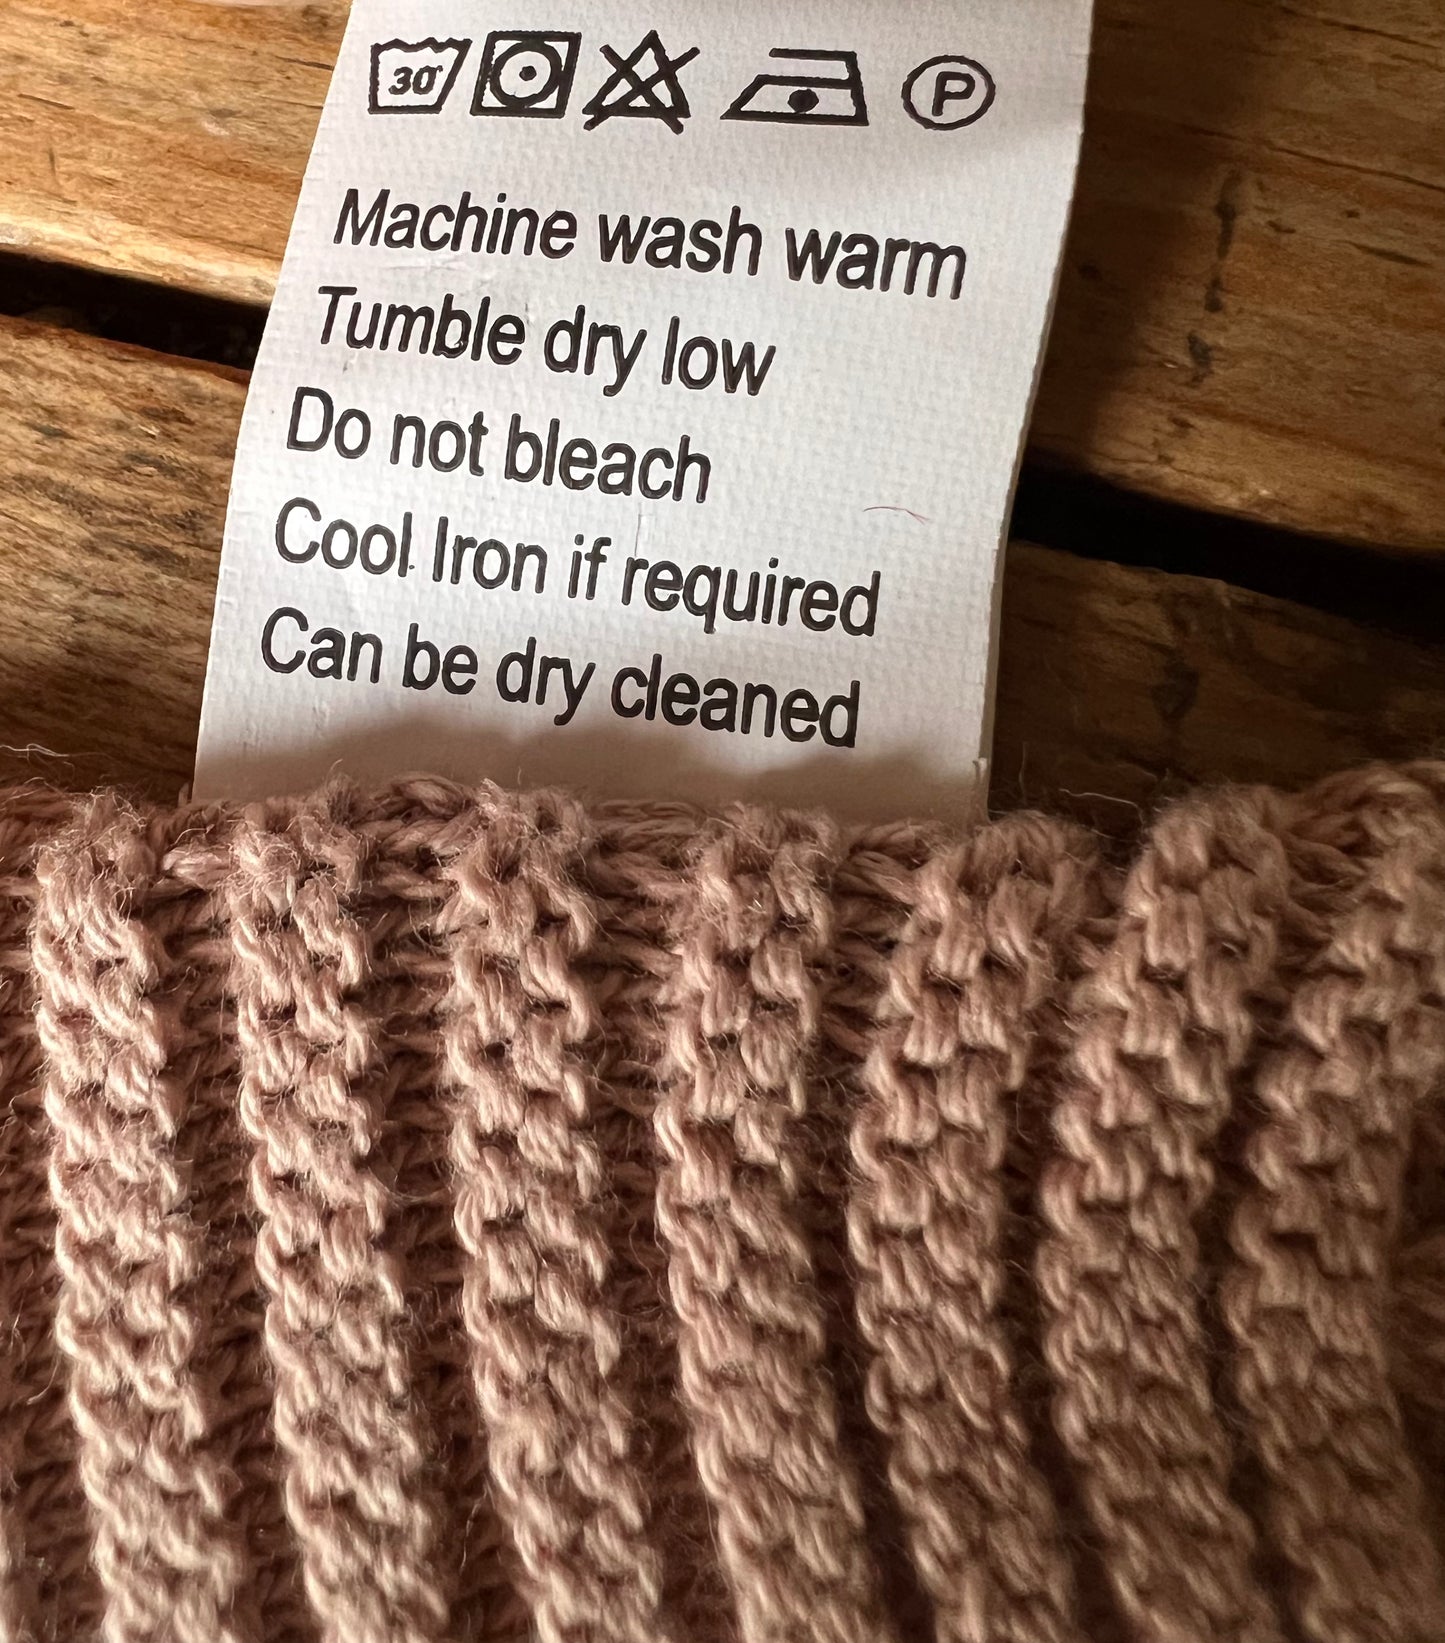 30° P
Machine wash warm
Tumble dry low
Do not bleach
Cool Iron if required
Can be dry cleaned